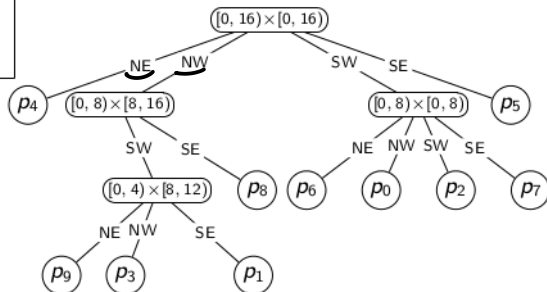 [0, 16)×[0, 16)
NE NW SW SE
p4 [0, 8)×[8, 16) [0, 8)×[0, 8) p5
SW SE NE NW SW SE
[0, 4)×[8, 12) p8 p6 p0 p2 p7
NE NW SE
p9 p3 p1